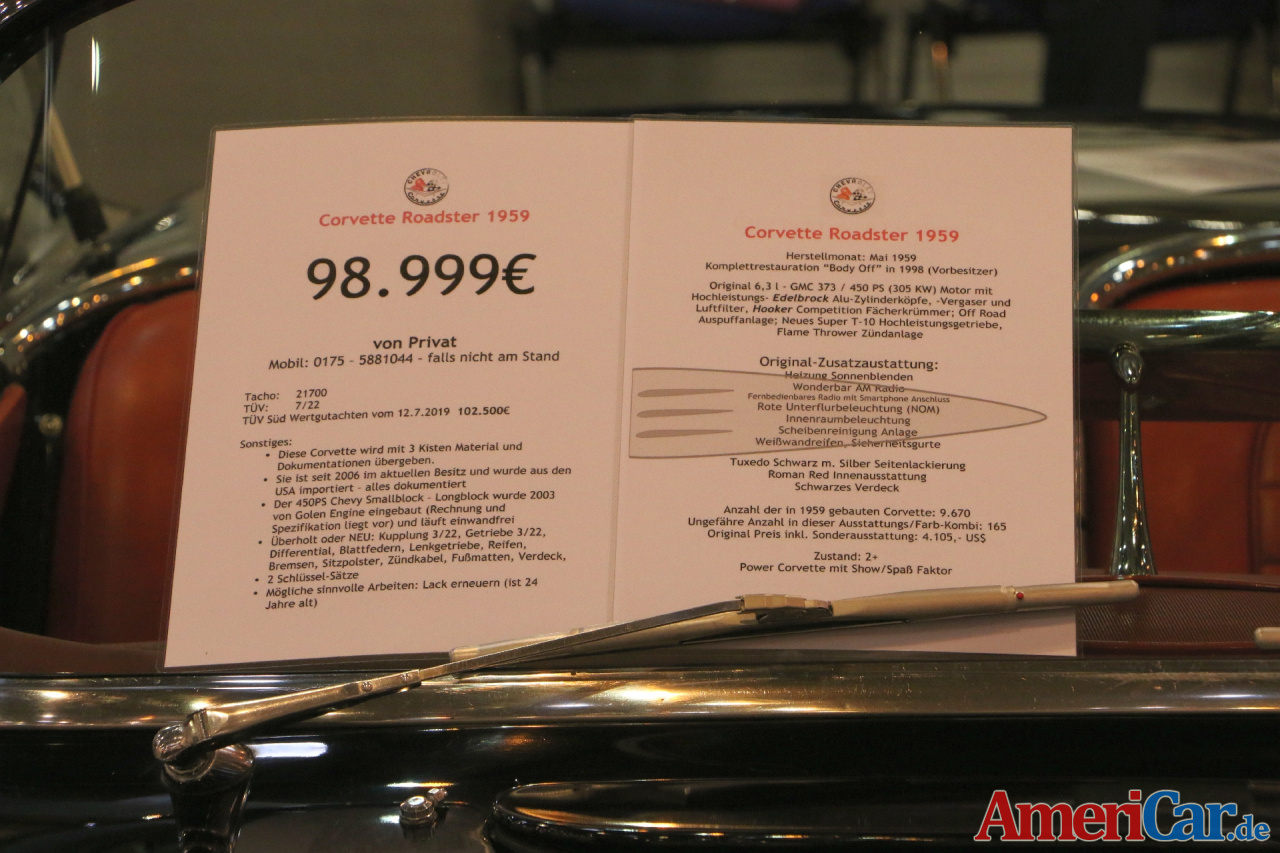 CHEVROLET
Corvette
Corvette Roadster 1959
98.999€
von Privat
Mobil: 0175 - 5881044 - falls nicht am Stand
Tacho: 21700
TÜV: 7/22
TÜV Süd Wertgutachten vom 12.7.2019 102.500€
Sonstiges:
• Diese Corvette wird mit 3 Kisten Material und
Dokumentationen übergeben.
• Sie ist seit 2006 im aktuellen Besitz und wurde aus den
USA importiert - alles dokumentiert
• Der 450PS Chevy Smallblock - Longblock wurde 2003
von Golen Engine eingebaut (Rechnung und
Spezifikation liegt vor) und läuft einwandfrei
• Überholt oder NEU: Kupplung 3/22, Getriebe 3/22,
Differential, Blattfedern, Lenkgetriebe, Reifen,
Bremsen, Sitzpolster, Zündkabel, Fußmatten, Verdeck,
• 2 Schlüssel-Sätze
• Mögliche sinnvolle Arbeiten: Lack erneuern (ist 24
Jahre alt)
CHEVROLET
Corvette
Corvette Roadster 1959
Herstellmonat: Mai 1959
Komplettrestauration "Body Off" in 1998 (Vorbesitzer)
Original 6,3 l - GMC 373 / 450 PS (305 KW) Motor mit
Hochleistungs- Edelbrock Alu-Zylinderköpfe, -Vergaser und
Luftfilter, Hooker Competition Fächerkrümmer; Off Road
Auspuffanlage; Neues Super T-10 Hochleistungsgetriebe,
Flame Thrower Zündanlage
Original-Zusatzaustattung:
Heizung Sonnenblenden
Wonderbar AM Radio
Fernbedienbares Radio mit Smartphone Anschluss
Rote Unterflurbeleuchtung (NOM)
Innenraumbeleuchtung
Scheibenreinigung Anlage
Weißwandreifen, Sicherheitsgurte
Tuxedo Schwarz m. Silber Seitenlackierung
Roman Red Innenausstattung
Schwarzes Verdeck
Anzahl der in 1959 gebauten Corvette: 9.670
Ungefähre Anzahl in dieser Ausstattungs/Farb-Kombi: 165
Original Preis inkl. Sonderausstattung: 4.105,- US$
Zustand: 2+
Power Corvette mit Show/Spaß Faktor
AmeriCar.de